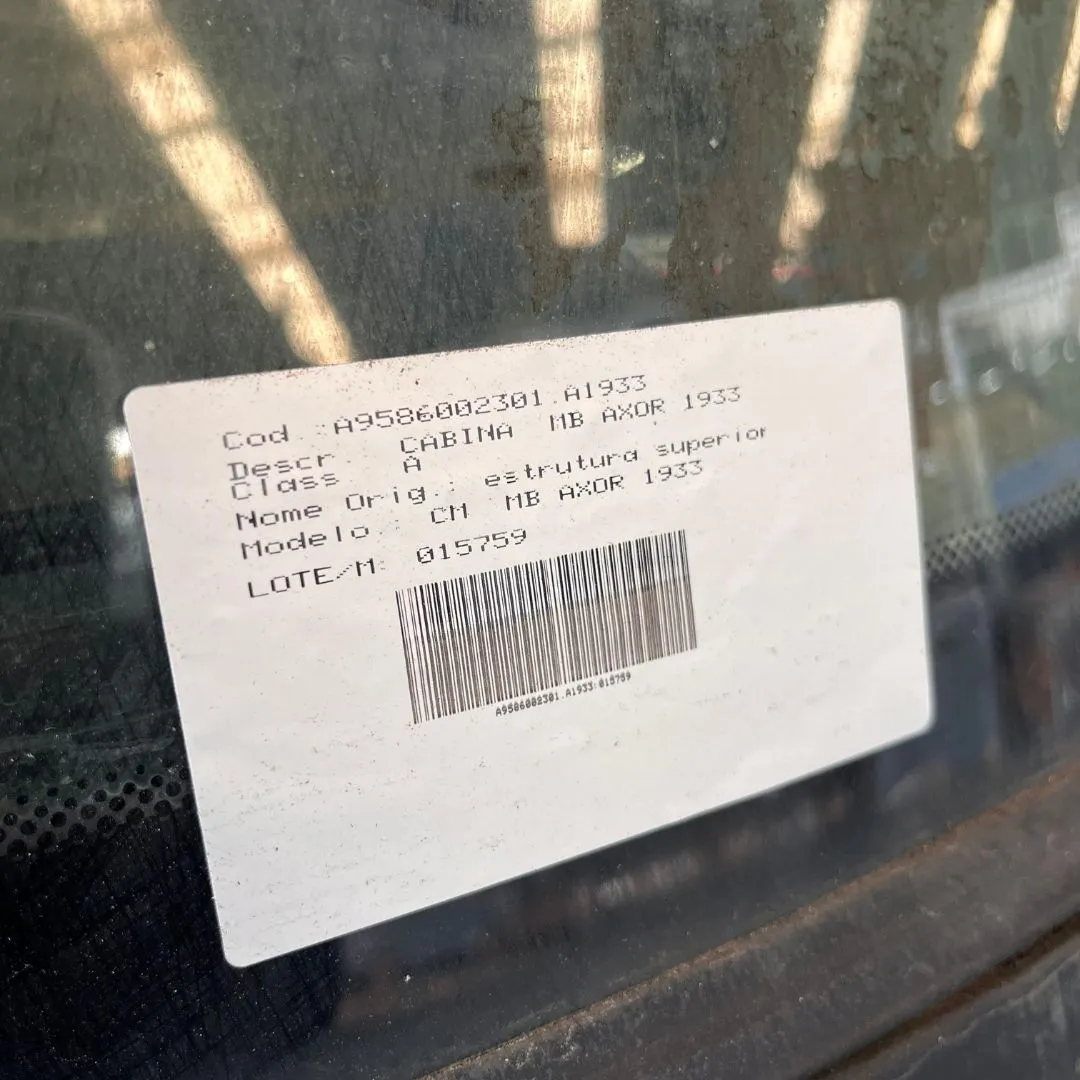 Cod .: A9586002301.A1933
Descr. CABINA MB AXOR 1933
Class A
Nome Orig.: estrutura superior
Modelo.: CM MB AXOR 1933
LOTE/M: 015759
A9586002301.A1933:015759